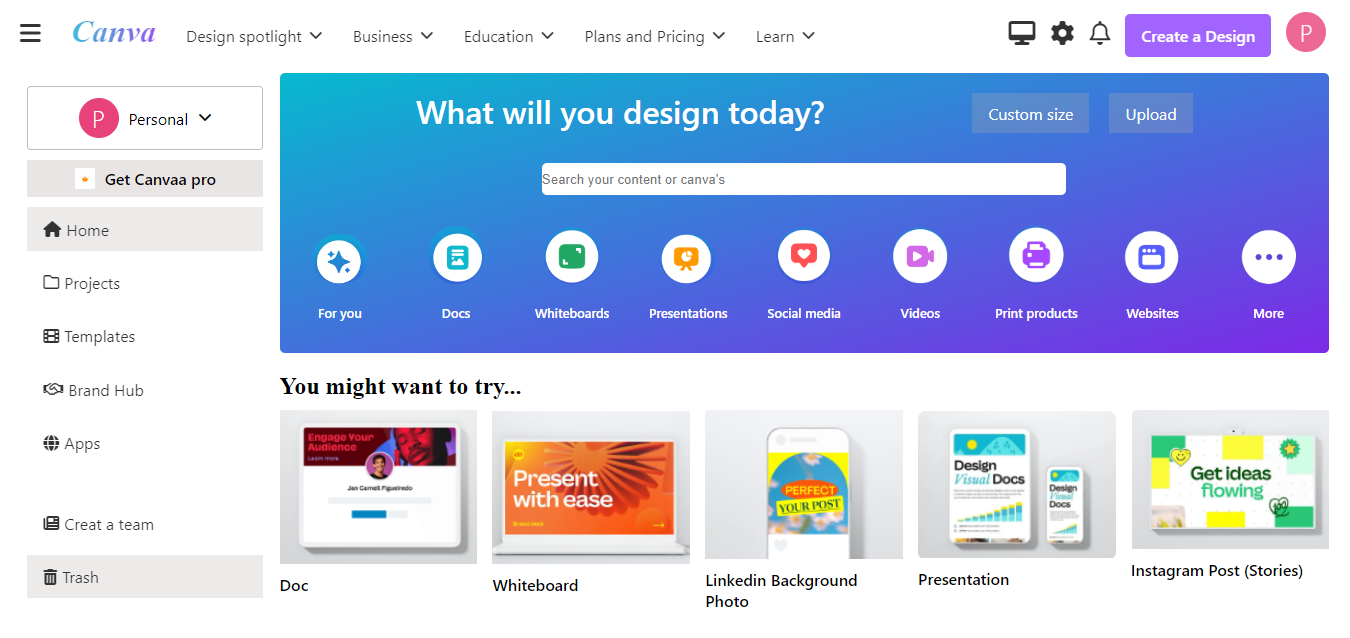 Canva
Design spotlight
Business
Education
Plans and Pricing
Learn
Create a Design
P
P
Personal
Get Canvaa pro
Home
Projects
Templates
Brand Hub
Apps
Creat a team
Trash
What will you design today?
Custom size
Upload
Search your content or canva's
For you
Docs
Whiteboards
Presentations
Social media
Videos
Print products
Websites
More
You might want to try...
Engage Your
Audience
Learn more
Jan Carnell Figueiredo
Doc
Present
with ease
Brand deck
Whiteboard
PERFECT
YOUR POST
Linkedin Background
Photo
Design
Visual Docs
Design
Visual
Docs
Presentation
Get ideas
flowing
Instagram Post (Stories)